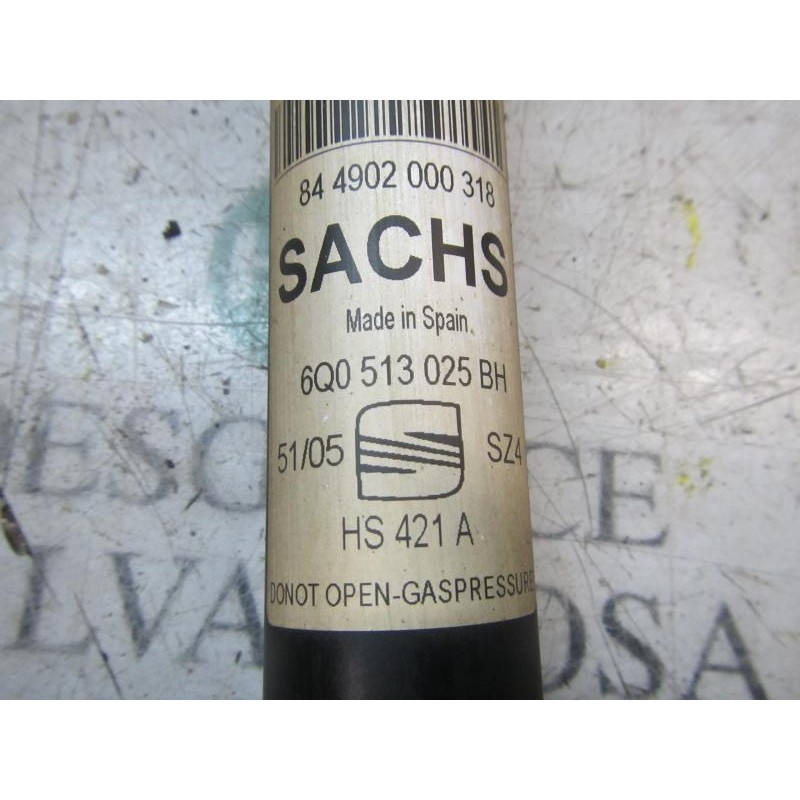 84 4902 000 318
SACHS
Made in Spain
6Q0 513 025 BH
51/05 SZ4
HS 421 A
DONOT OPEN-GASPRESSURE